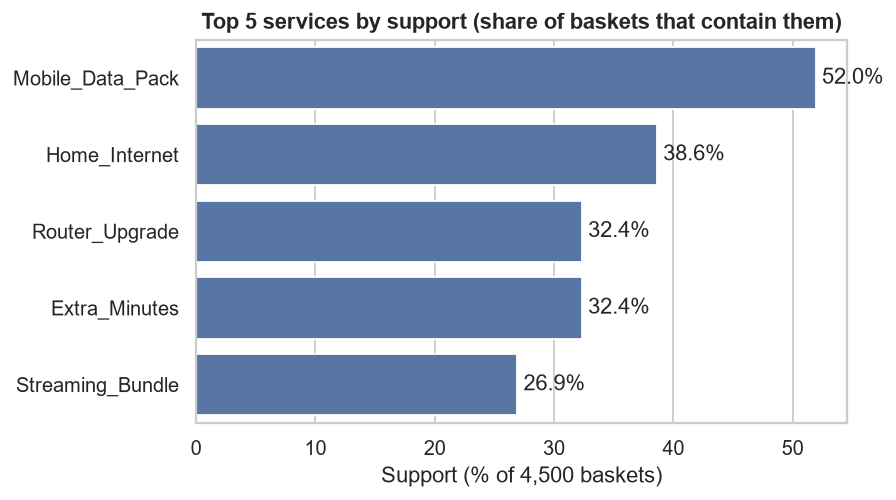 Top 5 services by support (share of baskets that contain them)
Mobile_Data_Pack 52.0%
Home_Internet 38.6%
Router_Upgrade 32.4%
Extra_Minutes 32.4%
Streaming_Bundle 26.9%
0 10 20 30 40 50
Support (% of 4,500 baskets)